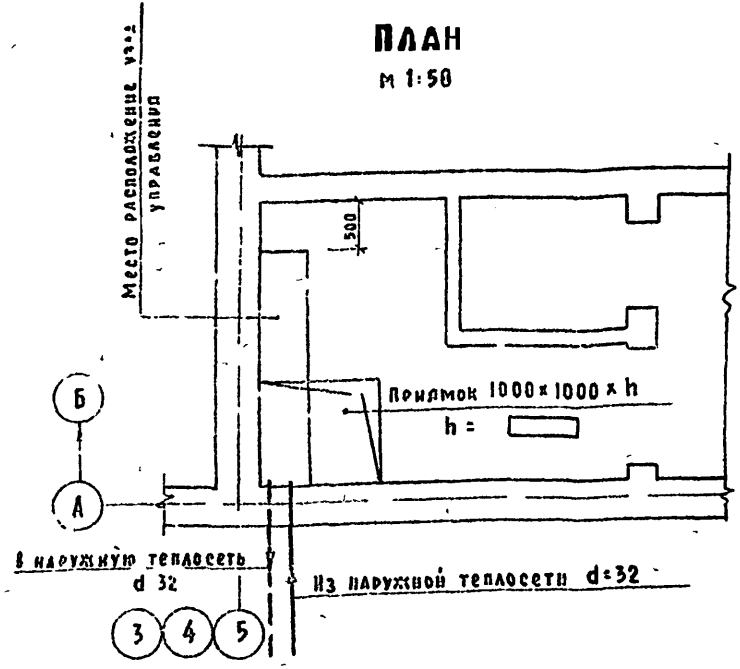 ПЛАН
м 1:50
Место расположение узла
управления
500
Приямок 1000×1000×h
h=
Б
А
в наружную теплосеть
d 32
Из наружной теплосети d=32
3
4
5